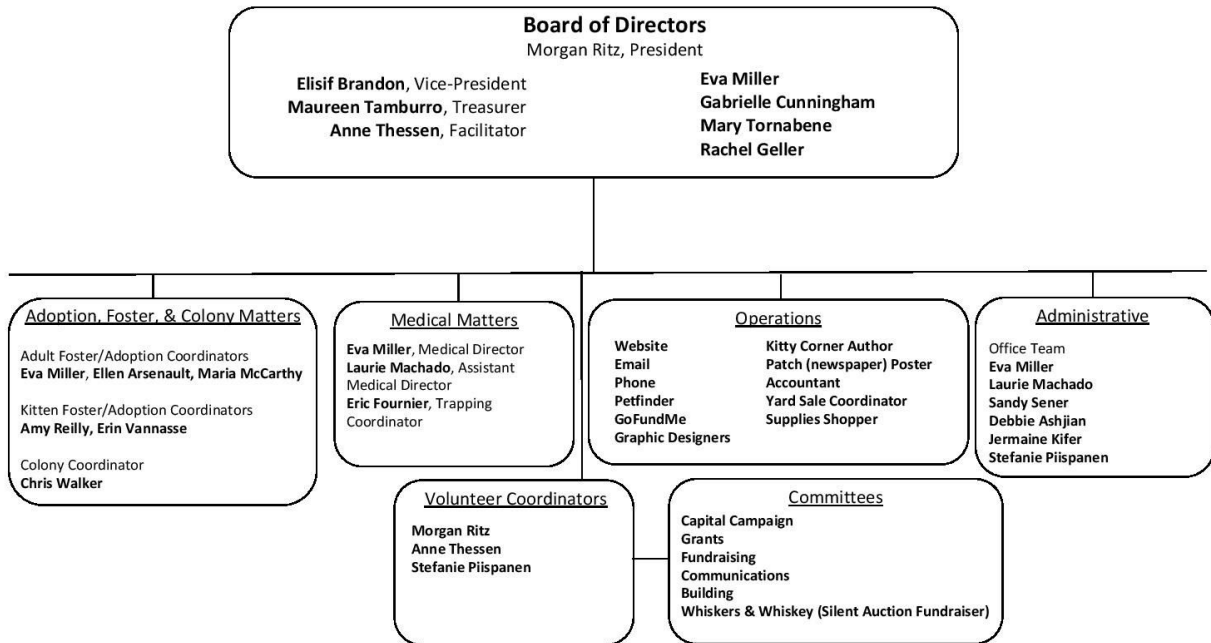 Board of Directors
Morgan Ritz, President
Elisif Brandon, Vice-President
Maureen Tamburro, Treasurer
Anne Thessen, Facilitator
Eva Miller
Gabrielle Cunningham
Mary Tornabene
Rachel Geller
Adoption, Foster, & Colony Matters
Adult Foster/Adoption Coordinators
Eva Miller, Ellen Arsenault, Maria McCarthy
Kitten Foster/Adoption Coordinators
Amy Reilly, Erin Vannasse
Colony Coordinator
Chris Walker
Medical Matters
Eva Miller, Medical Director
Laurie Machado, Assistant
Medical Director
Eric Fournier, Trapping
Coordinator
Operations
Website
Email
Phone
Petfinder
GoFundMe
Graphic Designers
Kitty Corner Author
Patch (newspaper) Poster
Accountant
Yard Sale Coordinator
Supplies Shopper
Administrative
Office Team
Eva Miller
Laurie Machado
Sandy Sener
Debbie Ashjian
Jermaine Kifer
Stefanie Piispanen
Volunteer Coordinators
Morgan Ritz
Anne Thessen
Stefanie Piispanen
Committees
Capital Campaign
Grants
Fundraising
Communications
Building
Whiskers & Whiskey (Silent Auction Fundraiser)